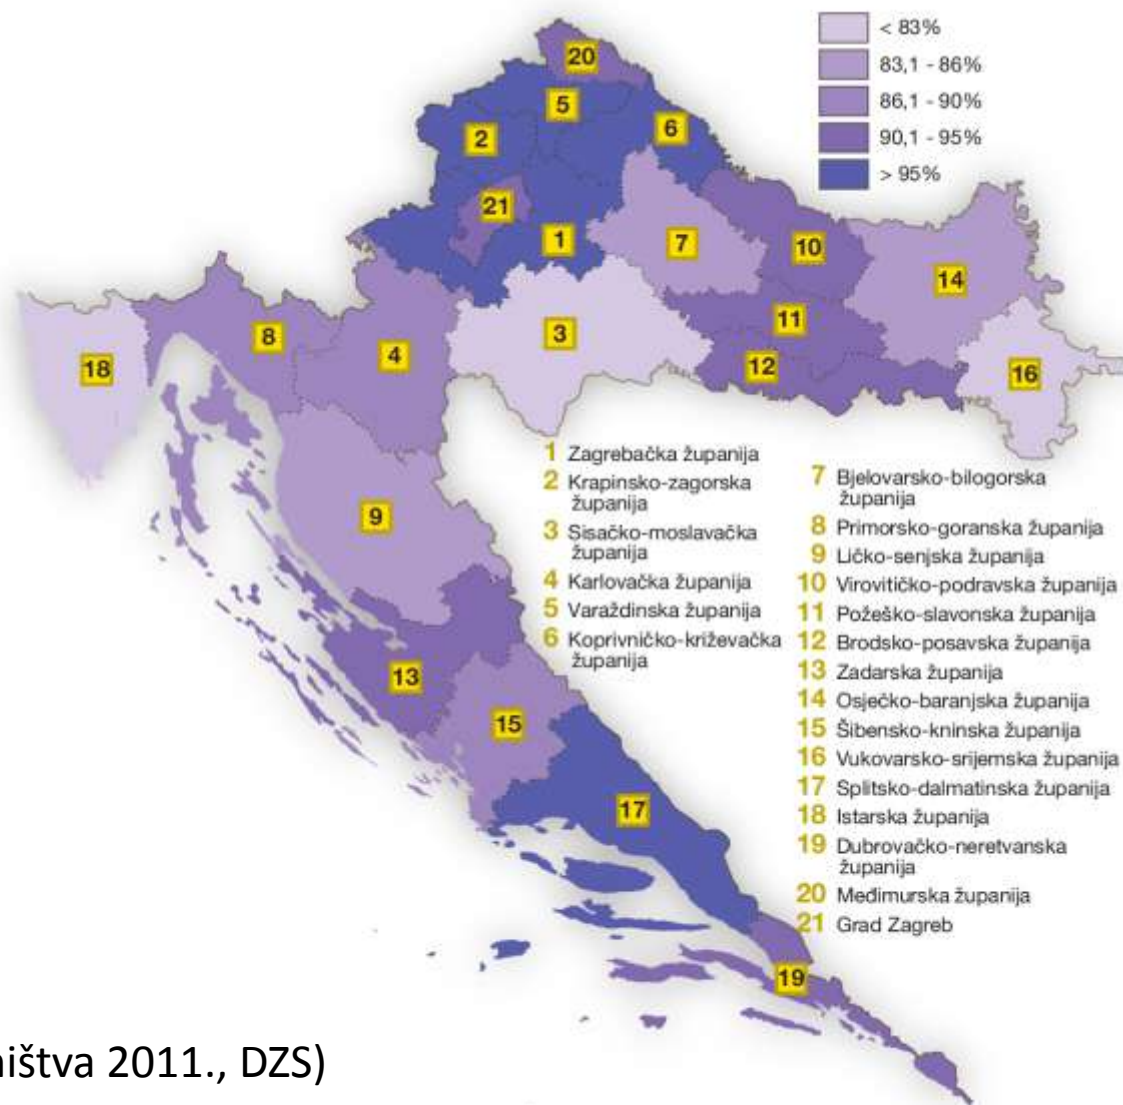 < 83%
83,1 - 86%
86,1 - 90%
90,1 - 95%
> 95%
20
5
2
6
21
1
7
10
14
8
4
3
11
12
18
16
9
13
15
17
19
1 Zagrebačka županija
2 Krapinsko-zagorska
županija
3 Sisačko-moslavačka
županija
4 Karlovačka županija
5 Varaždinska županija
6 Koprivničko-križevačka
županija
7 Bjelovarsko-bilogorska
županija
8 Primorsko-goranska županija
9 Ličko-senjska županija
10 Virovitičko-podravska županija
11 Požeško-slavonska županija
12 Brodsko-posavska županija
13 Zadarska županija
14 Osječko-baranjska županija
15 Šibensko-kninska županija
16 Vukovarsko-srijemska županija
17 Splitsko-dalmatinska županija
18 Istarska županija
19 Dubrovačko-neretvanska
županija
20 Međimurska županija
21 Grad Zagreb
ništva 2011., DZS)